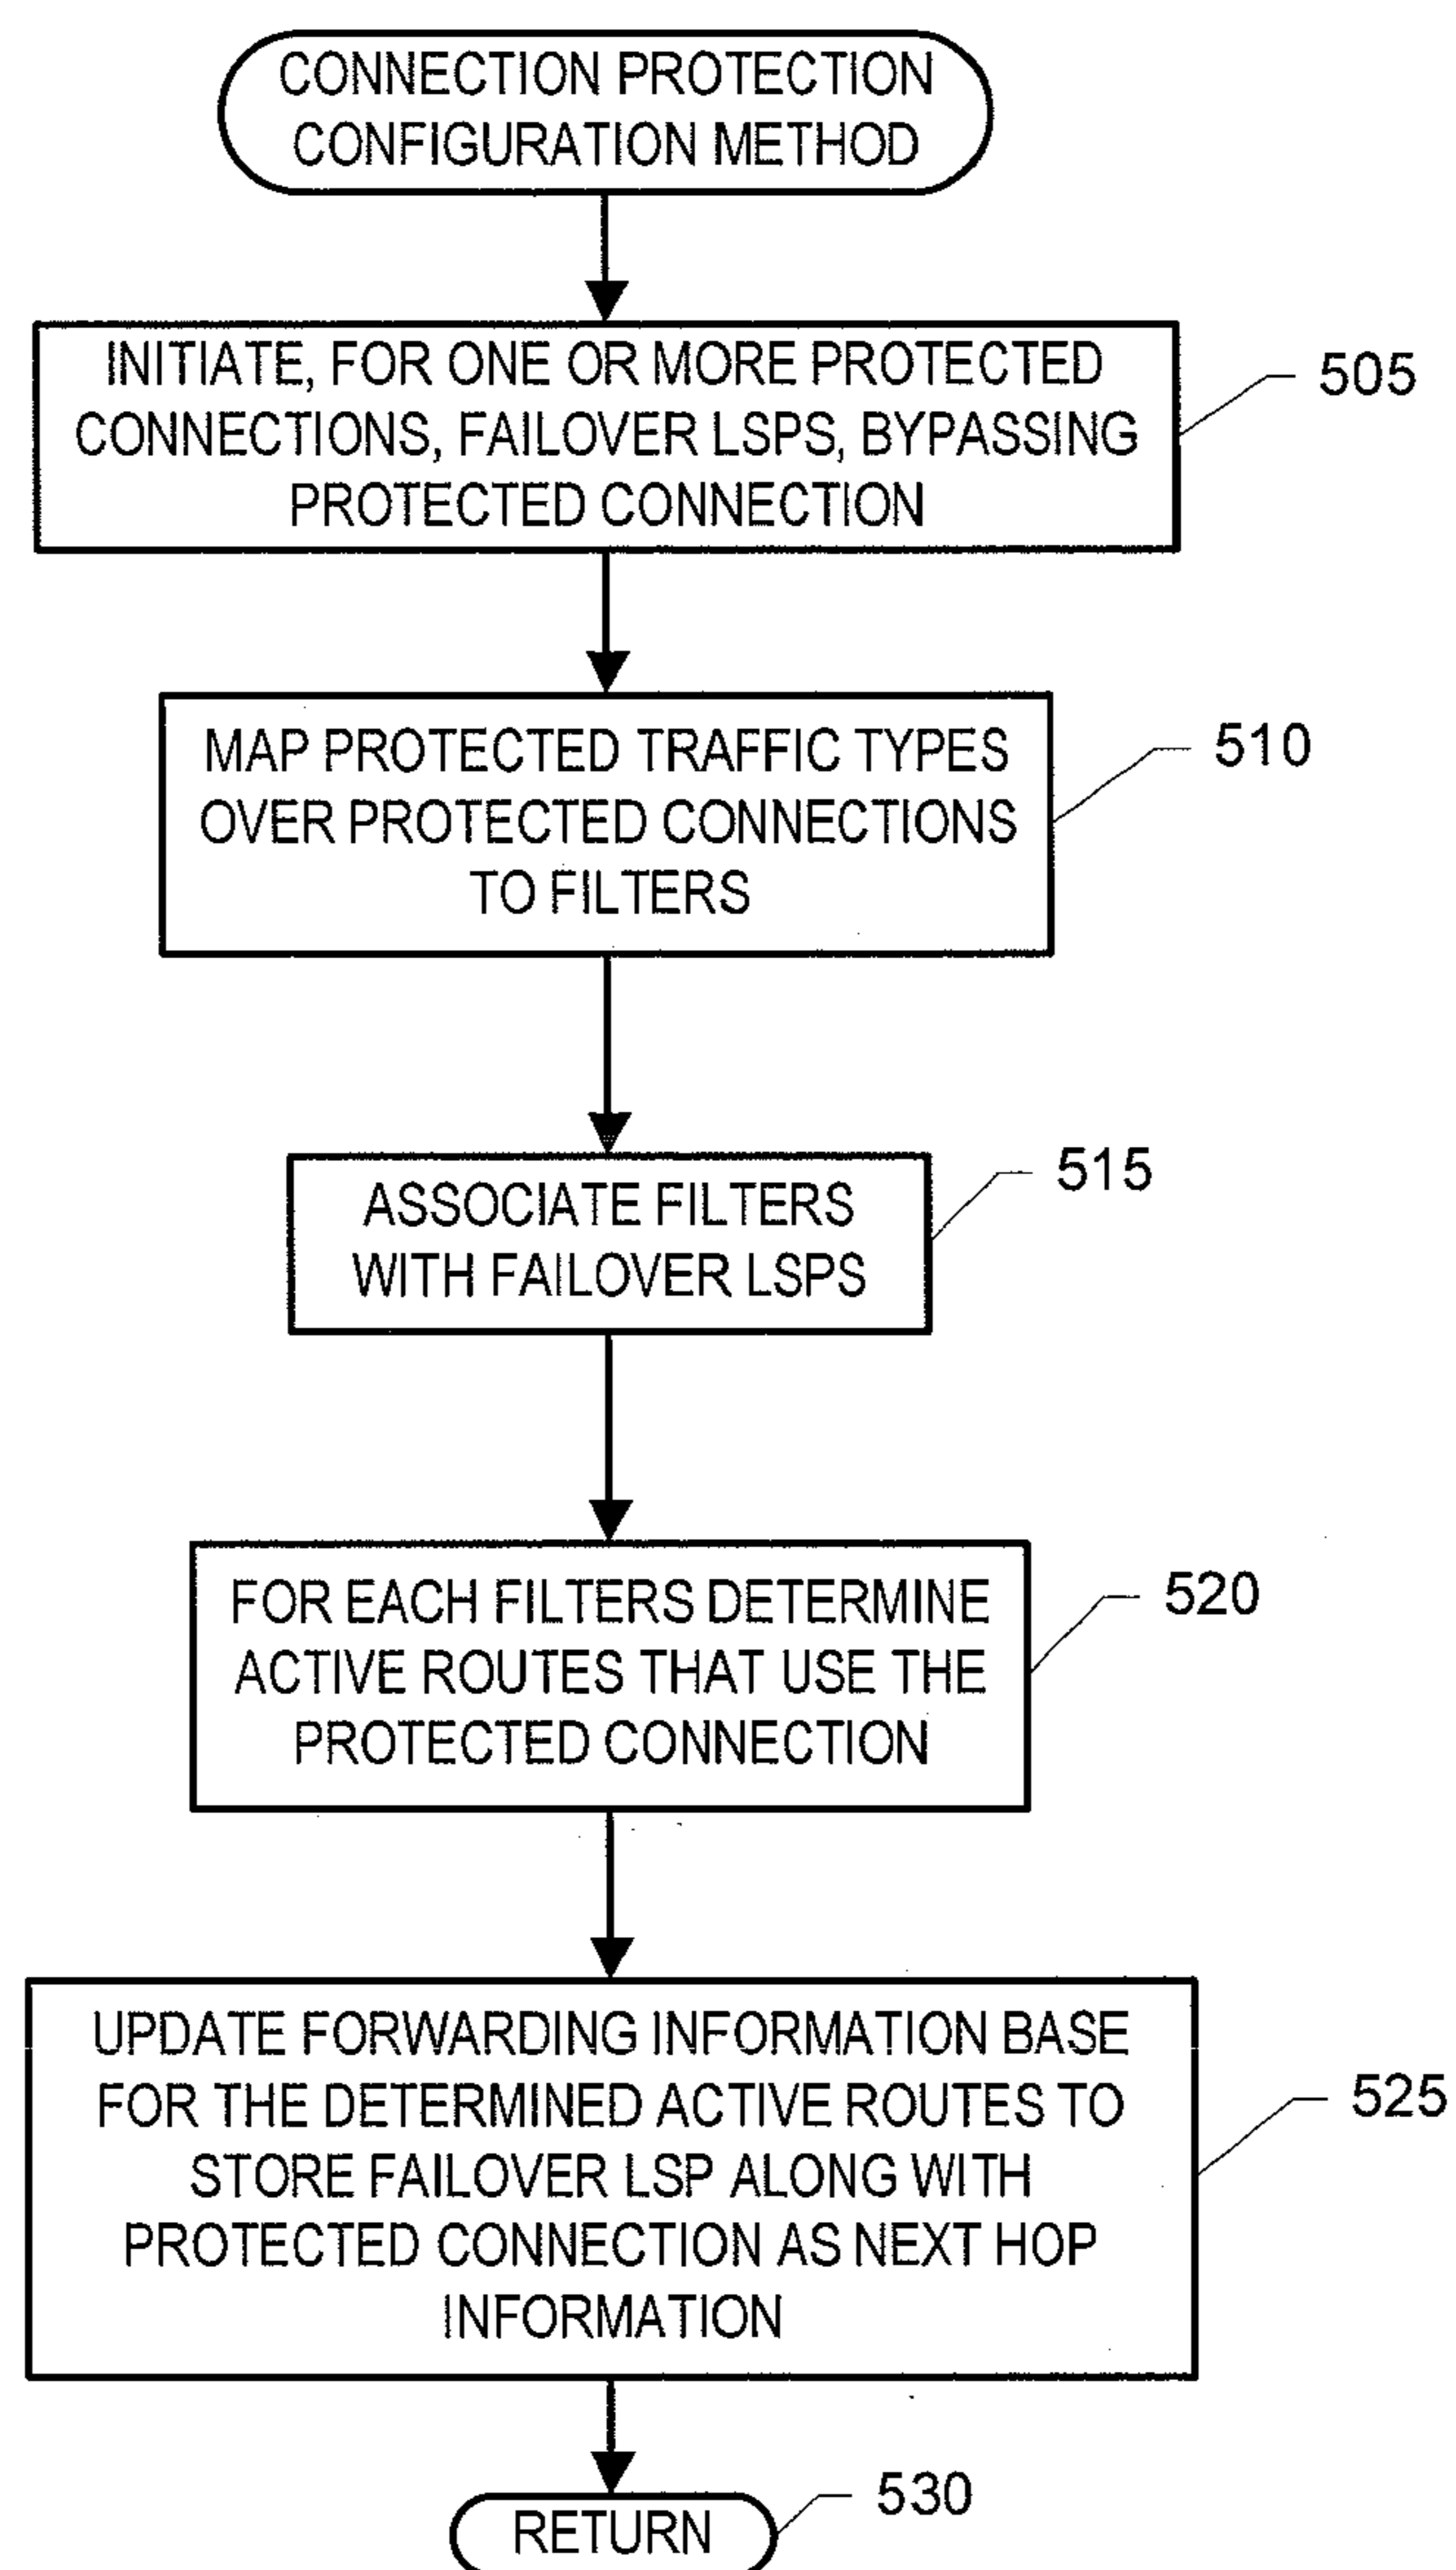 CONNECTION PROTECTION
CONFIGURATION METHOD
INITIATE, FOR ONE OR MORE PROTECTED
CONNECTIONS, FAILOVER LSPS, BYPASSING
PROTECTED CONNECTION
505
MAP PROTECTED TRAFFIC TYPES
OVER PROTECTED CONNECTIONS
TO FILTERS
510
ASSOCIATE FILTERS
WITH FAILOVER LSPS
515
FOR EACH FILTERS DETERMINE
ACTIVE ROUTES THAT USE THE
PROTECTED CONNECTION
520
UPDATE FORWARDING INFORMATION BASE
FOR THE DETERMINED ACTIVE ROUTES TO
STORE FAILOVER LSP ALONG WITH
PROTECTED CONNECTION AS NEXT HOP
INFORMATION
525
RETURN
530